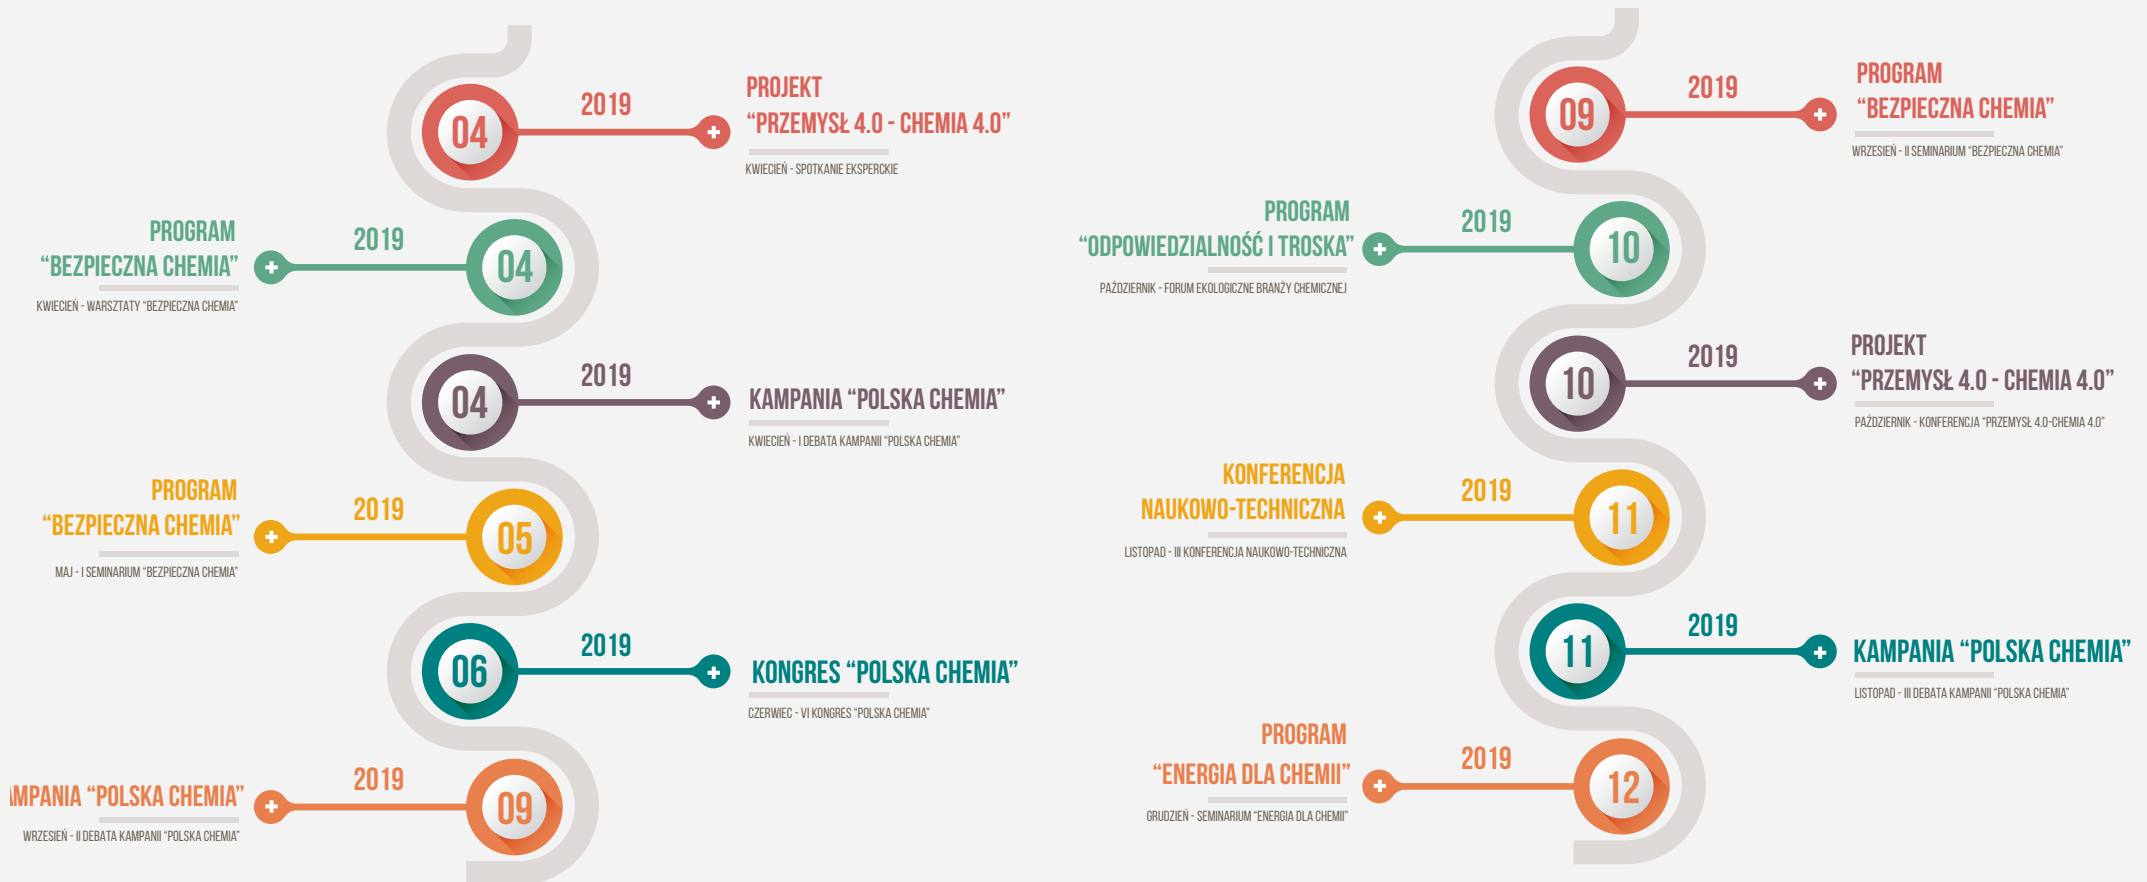 04
2019
PROJEKT
“PRZEMYSŁ 4.0 - CHEMIA 4.0”
KWIECIEŃ - SPOTKANIE EKSPERCKIE
PROGRAM
“BEZPIECZNA CHEMIA”
KWIECIEŃ - WARSZTATY “BEZPIECZNA CHEMIA”
2019
04
04
2019
KAMPANIA “POLSKA CHEMIA”
KWIECIEŃ - I DEBATA KAMPANII “POLSKA CHEMIA”
PROGRAM
“BEZPIECZNA CHEMIA”
MAJ - I SEMINARIUM “BEZPIECZNA CHEMIA”
2019
05
06
2019
KONGRES “POLSKA CHEMIA”
CZERWIEC - VI KONGRES “POLSKA CHEMIA”
MPANIA “POLSKA CHEMIA”
WRZESIEŃ - II DEBATA KAMPANII “POLSKA CHEMIA”
2019
09
09
2019
PROGRAM
“BEZPIECZNA CHEMIA”
WRZESIEŃ - II SEMINARIUM “BEZPIECZNA CHEMIA”
PROGRAM
“ODPOWIEDZIALNOŚĆ I TROSKA”
PAŹDZIERNIK - FORUM EKOLOGICZNE BRANŻY CHEMICZNEJ
2019
10
10
2019
PROJEKT
“PRZEMYSŁ 4.0 - CHEMIA 4.0”
PAŹDZIERNIK - KONFERENCJA “PRZEMYSŁ 4.0-CHEMIA 4.0”
KONFERENCJA
NAUKOWO-TECHNICZNA
LISTOPAD - III KONFERENCJA NAUKOWO-TECHNICZNA
2019
11
11
2019
KAMPANIA “POLSKA CHEMIA”
LISTOPAD - III DEBATA KAMPANII “POLSKA CHEMIA”
PROGRAM
“ENERGIA DLA CHEMII”
GRUDZIEŃ - SEMINARIUM “ENERGIA DLA CHEMII”
2019
12